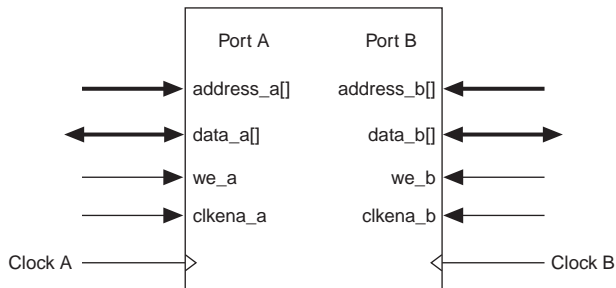 Port A Port B
address_a[] address_b[]
data_a[] data_b[]
we_a we_b
clkena_a clkena_b
Clock A Clock B